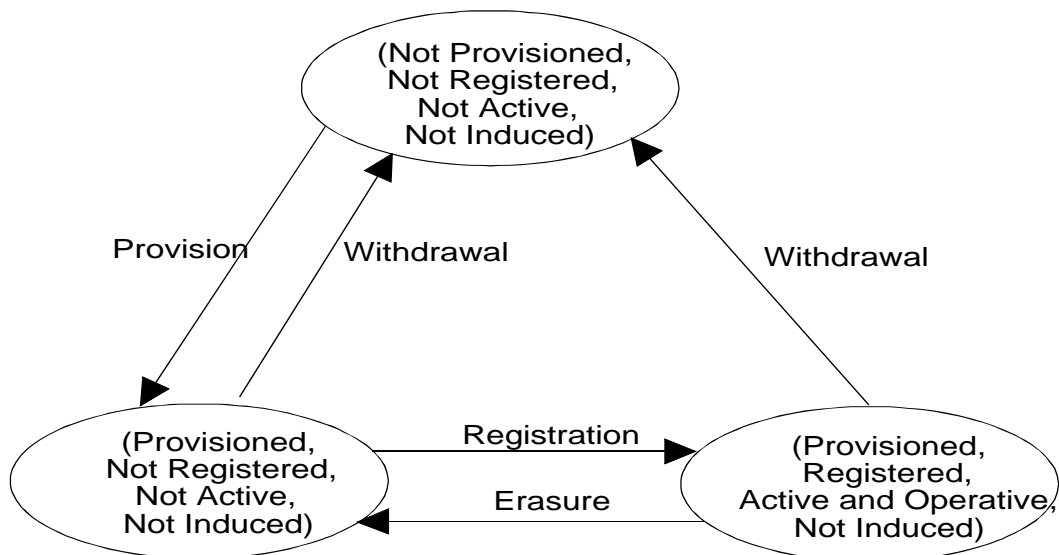 (Not Provisioned,
Not Registered,
Not Active,
Not Induced)
Provision
Withdrawal
Withdrawal
(Provisioned,
Not Registered,
Not Active,
Not Induced)
Registration
Erasure
(Provisioned,
Registered,
Active and Operative,
Not Induced)